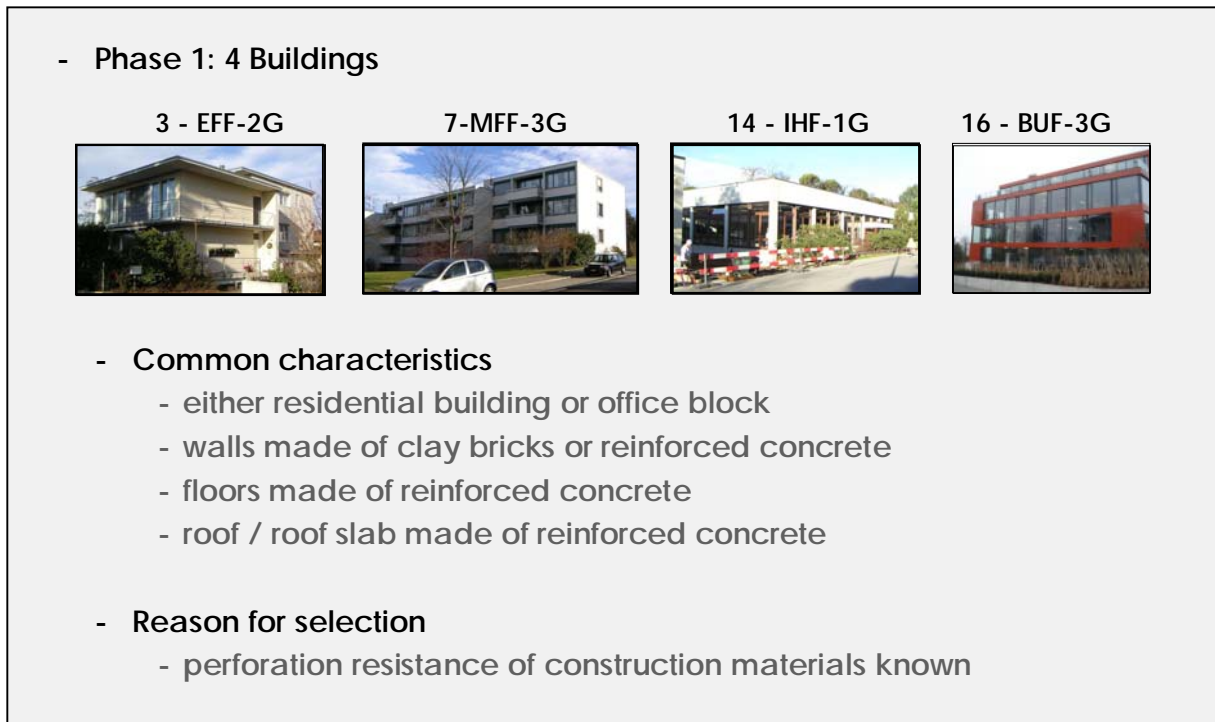 - Phase 1: 4 Buildings
3 - EFF-2G 7-MFF-3G 14 - IHF-1G 16 - BUF-3G
- Common characteristics
- either residential building or office block
- walls made of clay bricks or reinforced concrete
- floors made of reinforced concrete
- roof / roof slab made of reinforced concrete
- Reason for selection
- perforation resistance of construction materials known